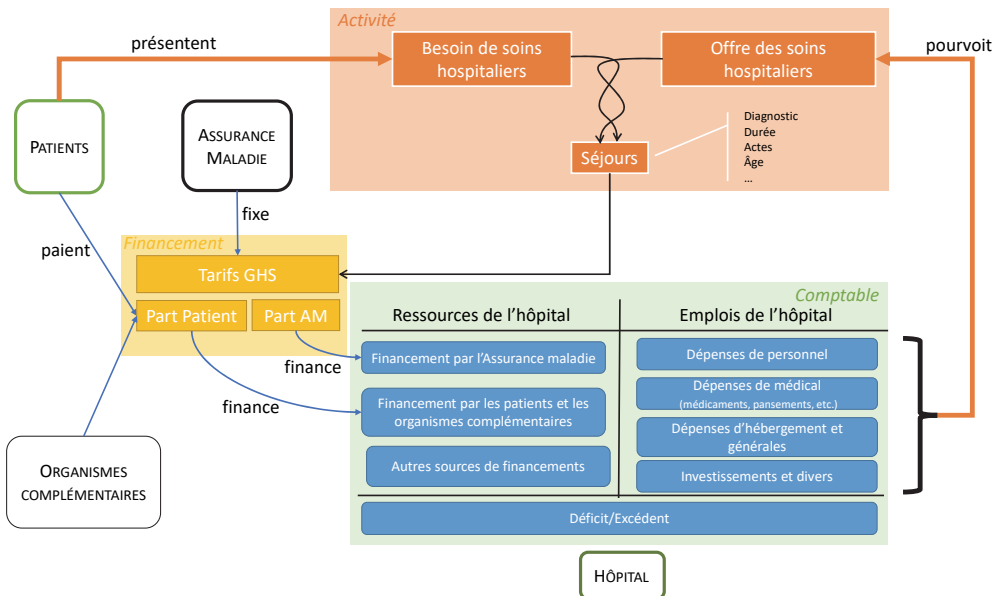 Activité
présentent
Besoin de soins
hospitaliers
Offre des soins
hospitaliers
pourvoit
PATIENTS
ASSURANCE
MALADIE
Séjours
Diagnostic
Durée
Actes
Âge
...
fixe
paient
Financement
Tarifs GHS
Part Patient
Part AM
finance
finance
Comptable
Ressources de l'hôpital
Emplois de l'hôpital
Financement par l'Assurance maladie
Financement par les patients et les
organismes complémentaires
Autres sources de financements
Dépenses de personnel
Dépenses de médical
(médicaments, pansements, etc.)
Dépenses d'hébergement et
générales
Investissements et divers
Déficit/Excédent
ORGANISMES
COMPLÉMENTAIRES
HÔPITAL